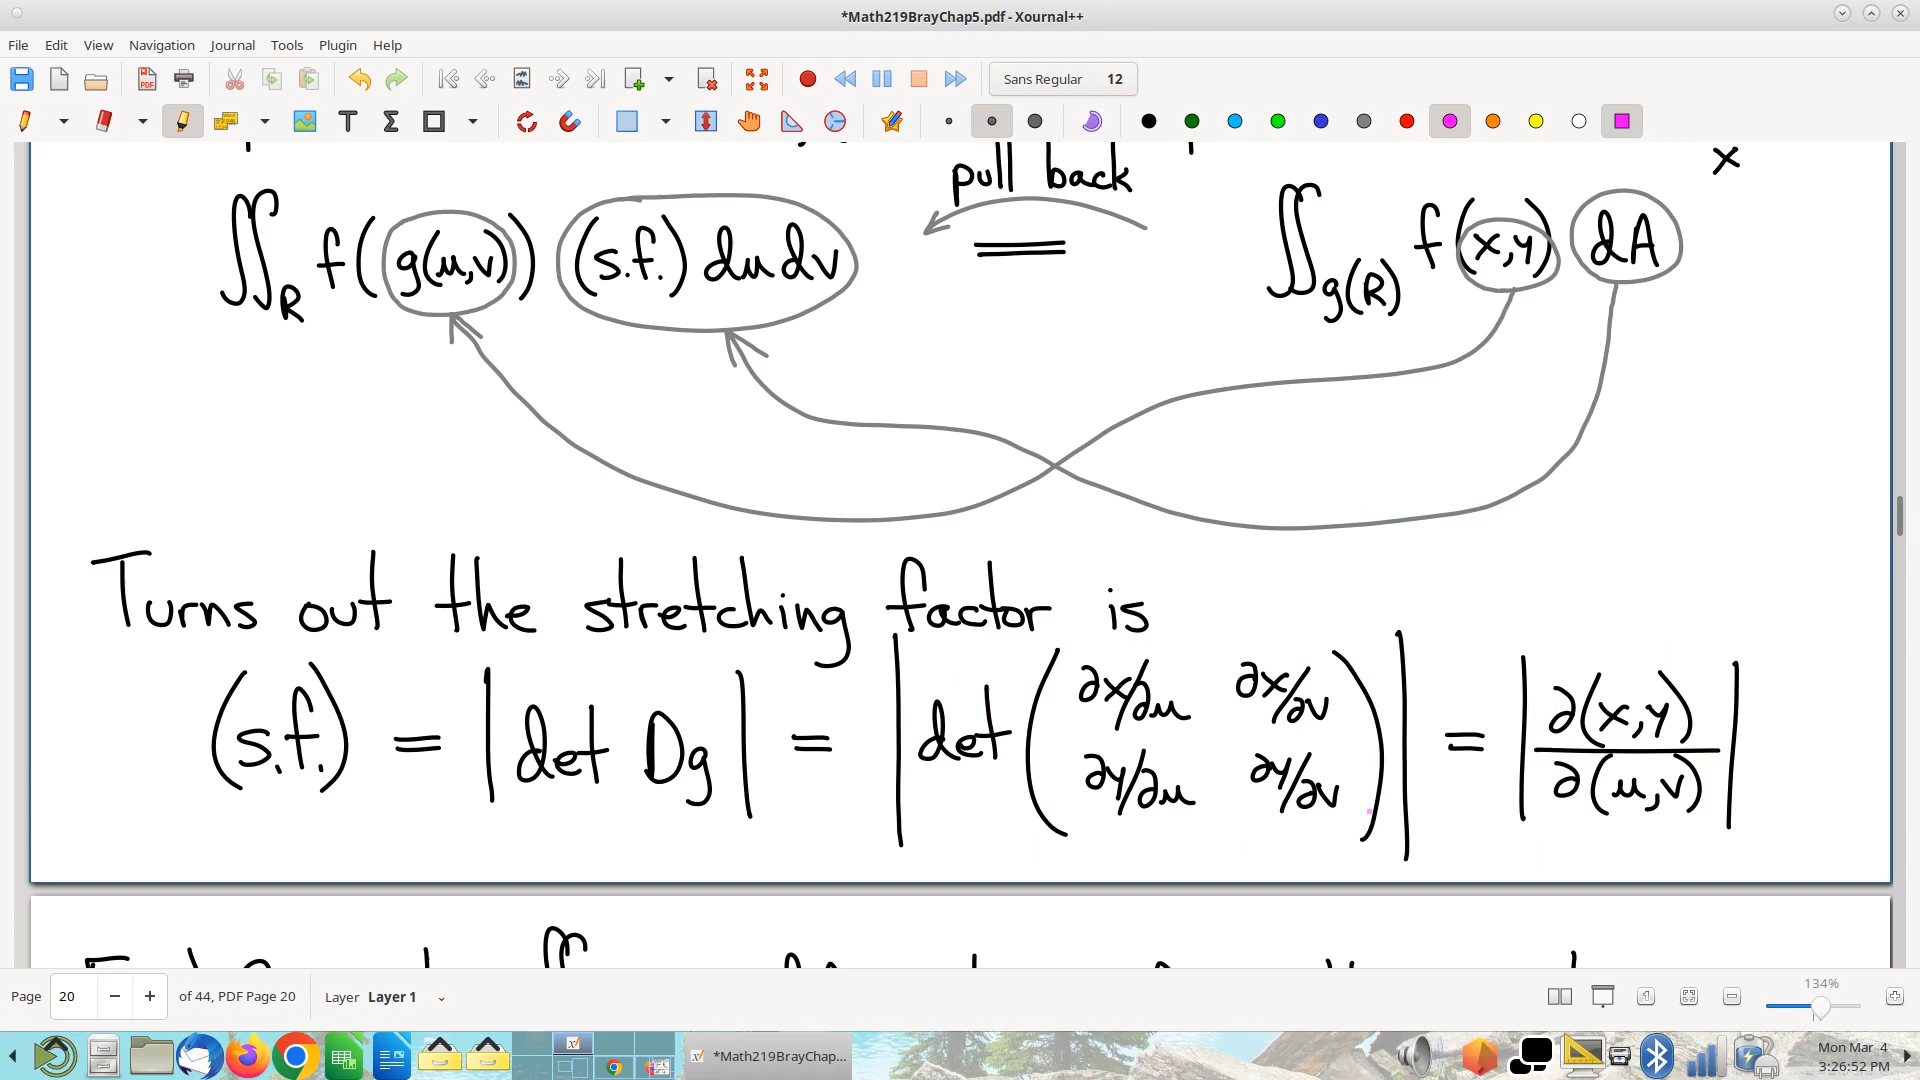 *Math219BrayChap5.pdf - Xournal++
File Edit View Navigation Journal Tools Plugin Help
Sans Regular 12
pull back
x
∬_R f(g(u,v)) (s.f.) du dv = ∬_g(R) f(x,y) dA
Turns out the stretching factor is
(s.f.) = |det Dg| = |det (∂x/∂u ∂x/∂v
∂y/∂u ∂y/∂v)| = |∂(x,y)/∂(u,v)|
Page 20 of 44, PDF Page 20 Layer Layer 1 134%
*Math219BrayChap...
Mon Mar 4
3:26:52 PM